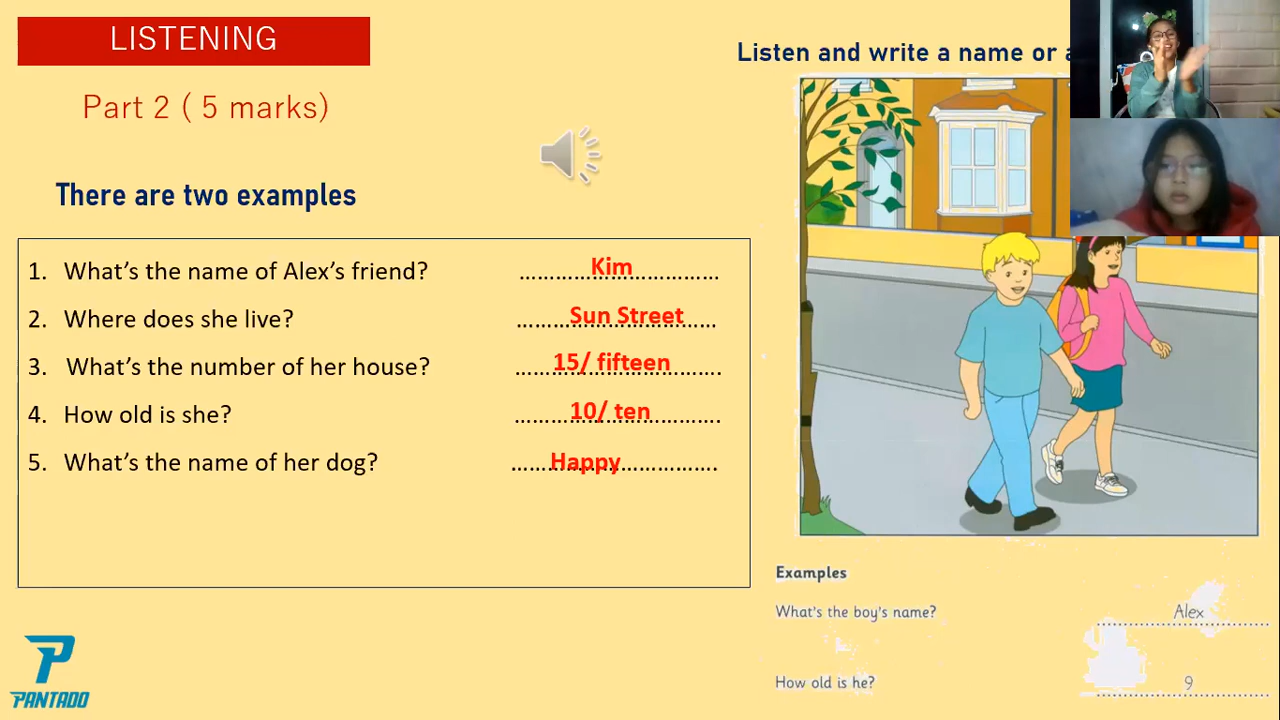 LISTENING
Part 2 ( 5 marks)
Listen and write a name or a
There are two examples
1. What's the name of Alex's friend? ........Kim........
2. Where does she live? ........Sun Street........
3. What's the number of her house? ........15/ fifteen........
4. How old is she? ........10/ ten........
5. What's the name of her dog? ........Happy........
Examples
What's the boy's name? ........Alex........
How old is he? ........9........
PANTADO